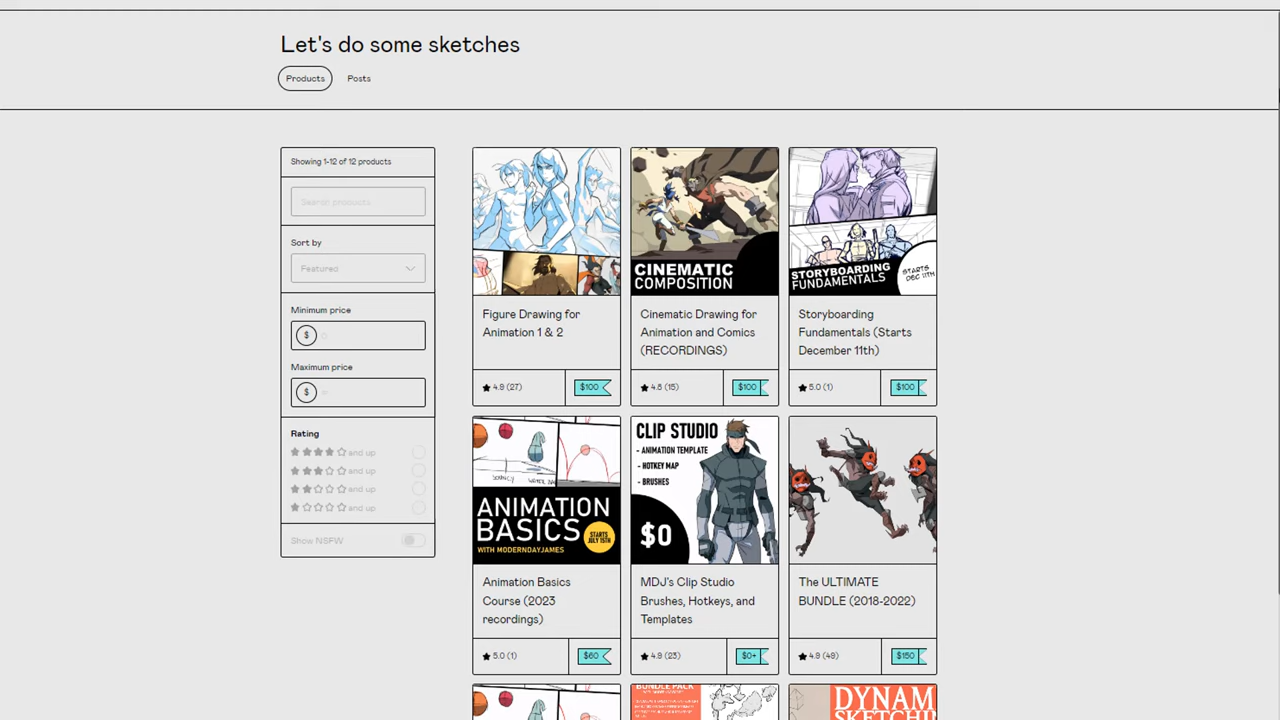 Let's do some sketches
Products
Posts
Showing 1-12 of 12 products
Search products
Sort by
Featured
Minimum price
$ 0
Maximum price
$ ∞
Rating
and up
and up
and up
and up
Show NSFW
Figure Drawing for
Animation 1 & 2
4.9 (27)
$100
CINEMATIC
COMPOSITION
Cinematic Drawing for
Animation and Comics
(RECORDINGS)
4.8 (15)
$100
STORYBOARDING
FUNDAMENTALS
STARTS
DEC 11TH
Storyboarding
Fundamentals (Starts
December 11th)
5.0 (1)
$100
ANIMATION
BASICS
WITH MODERNDAYJAMES
STARTS
JULY 15TH
Animation Basics
Course (2023
recordings)
5.0 (1)
$60
CLIP STUDIO
- ANIMATION TEMPLATE
- HOTKEY MAP
- BRUSHES
$0
MDJ's Clip Studio
Brushes, Hotkeys, and
Templates
4.9 (23)
$0+
The ULTIMATE
BUNDLE (2018-2022)
4.9 (49)
$150
BUNDLE PACK
DYNAM
SKETCHI